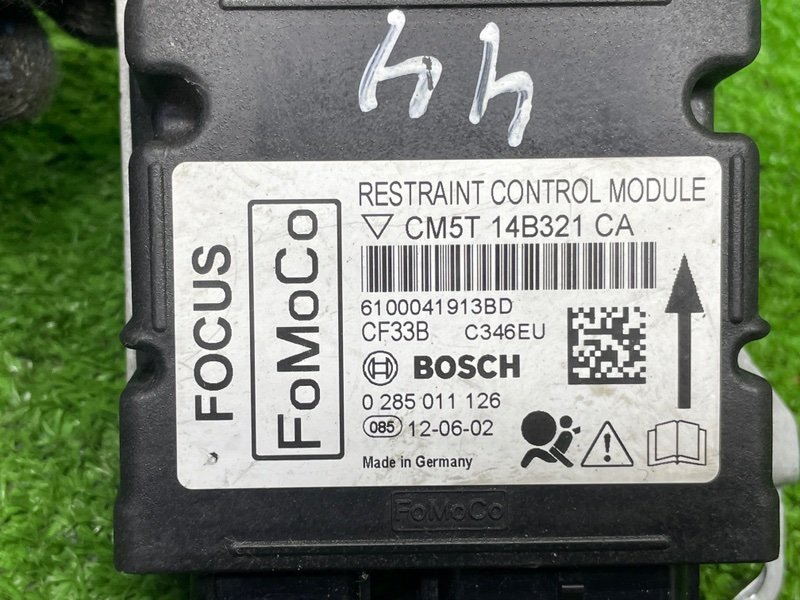 44
RESTRAINT CONTROL MODULE
CM5T 14B321 CA
6100041913BD
CF33B C346EU
BOSCH
0 285 011 126
085 12-06-02
Made in Germany
FOCUS
FoMoCo
FoMoCo